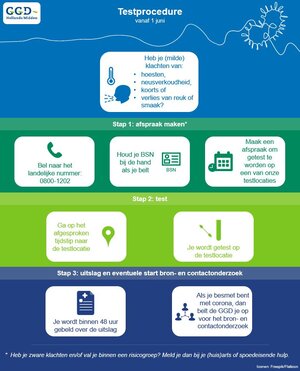 GGD
Hollands Midden
Testprocedure
vanaf 1 juni
Heb je (milde)
klachten van:
• hoesten,
• neusverkoudheid,
• koorts of
• verlies van reuk of
smaak?
Stap 1: afspraak maken*
Bel naar het
landelijke nummer:
0800-1202
Houd je BSN
bij de hand
als je belt
BSN
Maak een
afspraak om
getest te
worden op
een van onze
testlocaties
Stap 2: test
Ga op het
afgesproken
tijdstip naar
de testlocatie
Je wordt getest op
de testlocatie
Stap 3: uitslag en eventuele start bron- en contactonderzoek
Je wordt binnen 48 uur
gebeld over de uitslag
Als je besmet bent
met corona, dan
belt de GGD je op
voor het bron- en
contactonderzoek
* Heb je zware klachten en/of val je binnen een risicogroep? Meld je dan bij je (huis)arts of spoedeisende hulp.
Iconen: Freepik/Flaticon